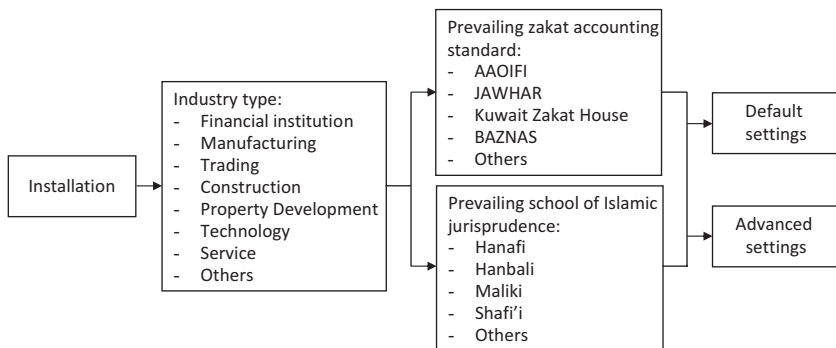 Installation
Industry type:
- Financial institution
- Manufacturing
- Trading
- Construction
- Property Development
- Technology
- Service
- Others
Prevailing zakat accounting
standard:
- AAOIFI
- JAWHAR
- Kuwait Zakat House
- BAZNAS
- Others
Prevailing school of Islamic
jurisprudence:
- Hanafi
- Hanbali
- Maliki
- Shafi’i
- Others
Default
settings
Advanced
settings